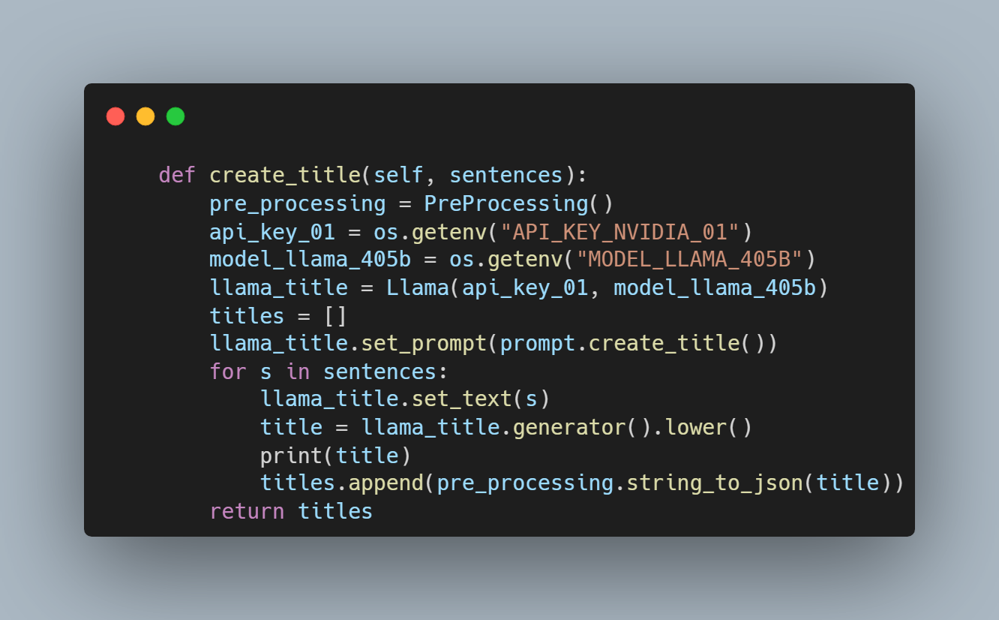 def create_title(self, sentences):
    pre_processing = PreProcessing()
    api_key_01 = os.getenv("API_KEY_NVIDIA_01")
    model_llama_405b = os.getenv("MODEL_LLAMA_405B")
    llama_title = Llama(api_key_01, model_llama_405b)
    titles = []
    llama_title.set_prompt(prompt.create_title())
    for s in sentences:
        llama_title.set_text(s)
        title = llama_title.generator().lower()
        print(title)
        titles.append(pre_processing.string_to_json(title))
    return titles